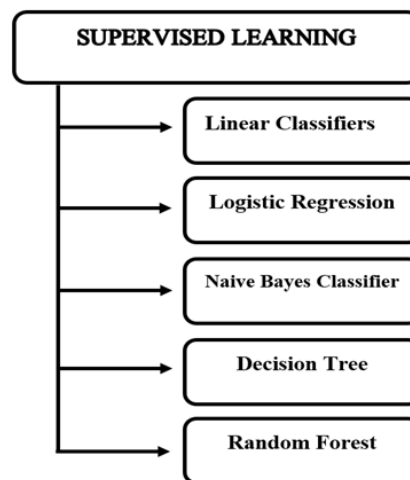 SUPERVISED LEARNING
Linear Classifiers
Logistic Regression
Naive Bayes Classifier
Decision Tree
Random Forest